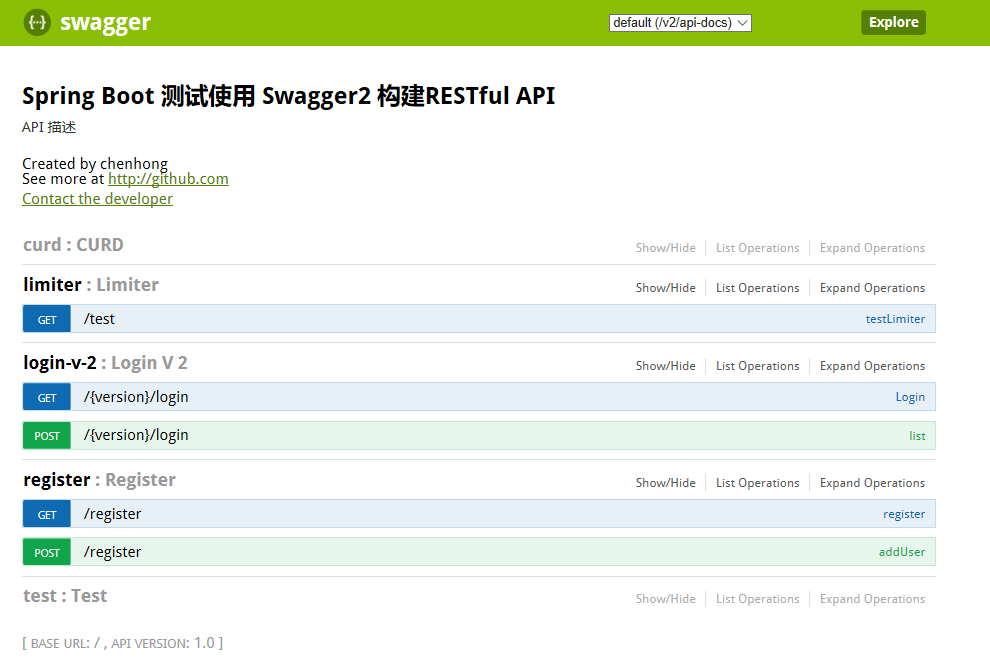 {···} swagger default (/v2/api-docs) Explore
Spring Boot 测试使用 Swagger2 构建RESTful API
API 描述
Created by chenhong
See more at http://github.com
Contact the developer
curd : CURD Show/Hide List Operations Expand Operations
limiter : Limiter Show/Hide List Operations Expand Operations
GET /test testLimiter
login-v-2 : Login V 2 Show/Hide List Operations Expand Operations
GET /{version}/login Login
POST /{version}/login list
register : Register Show/Hide List Operations Expand Operations
GET /register register
POST /register addUser
test : Test Show/Hide List Operations Expand Operations
[ BASE URL: / , API VERSION: 1.0 ]